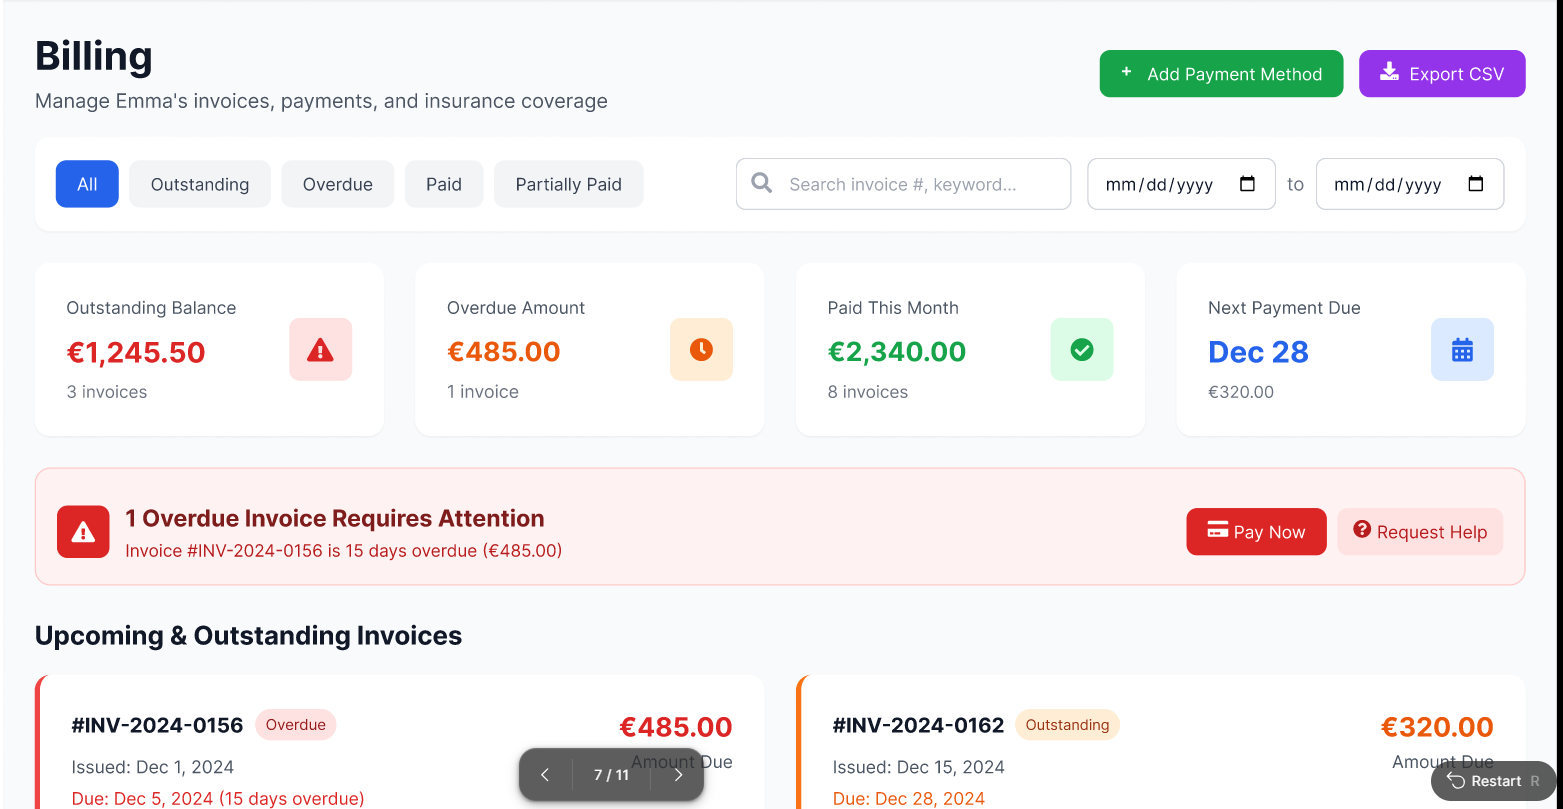 Billing
Manage Emma's invoices, payments, and insurance coverage
+ Add Payment Method
Export CSV
All
Outstanding
Overdue
Paid
Partially Paid
Search invoice #, keyword...
mm/dd/yyyy
to
mm/dd/yyyy
Outstanding Balance
€1,245.50
3 invoices
Overdue Amount
€485.00
1 invoice
Paid This Month
€2,340.00
8 invoices
Next Payment Due
Dec 28
€320.00
1 Overdue Invoice Requires Attention
Invoice #INV-2024-0156 is 15 days overdue (€485.00)
Pay Now
Request Help
Upcoming & Outstanding Invoices
#INV-2024-0156
Overdue
€485.00
Amount Due
Issued: Dec 1, 2024
Due: Dec 5, 2024 (15 days overdue)
#INV-2024-0162
Outstanding
€320.00
Amount Due
Issued: Dec 15, 2024
Due: Dec 28, 2024
7 / 11
Restart R